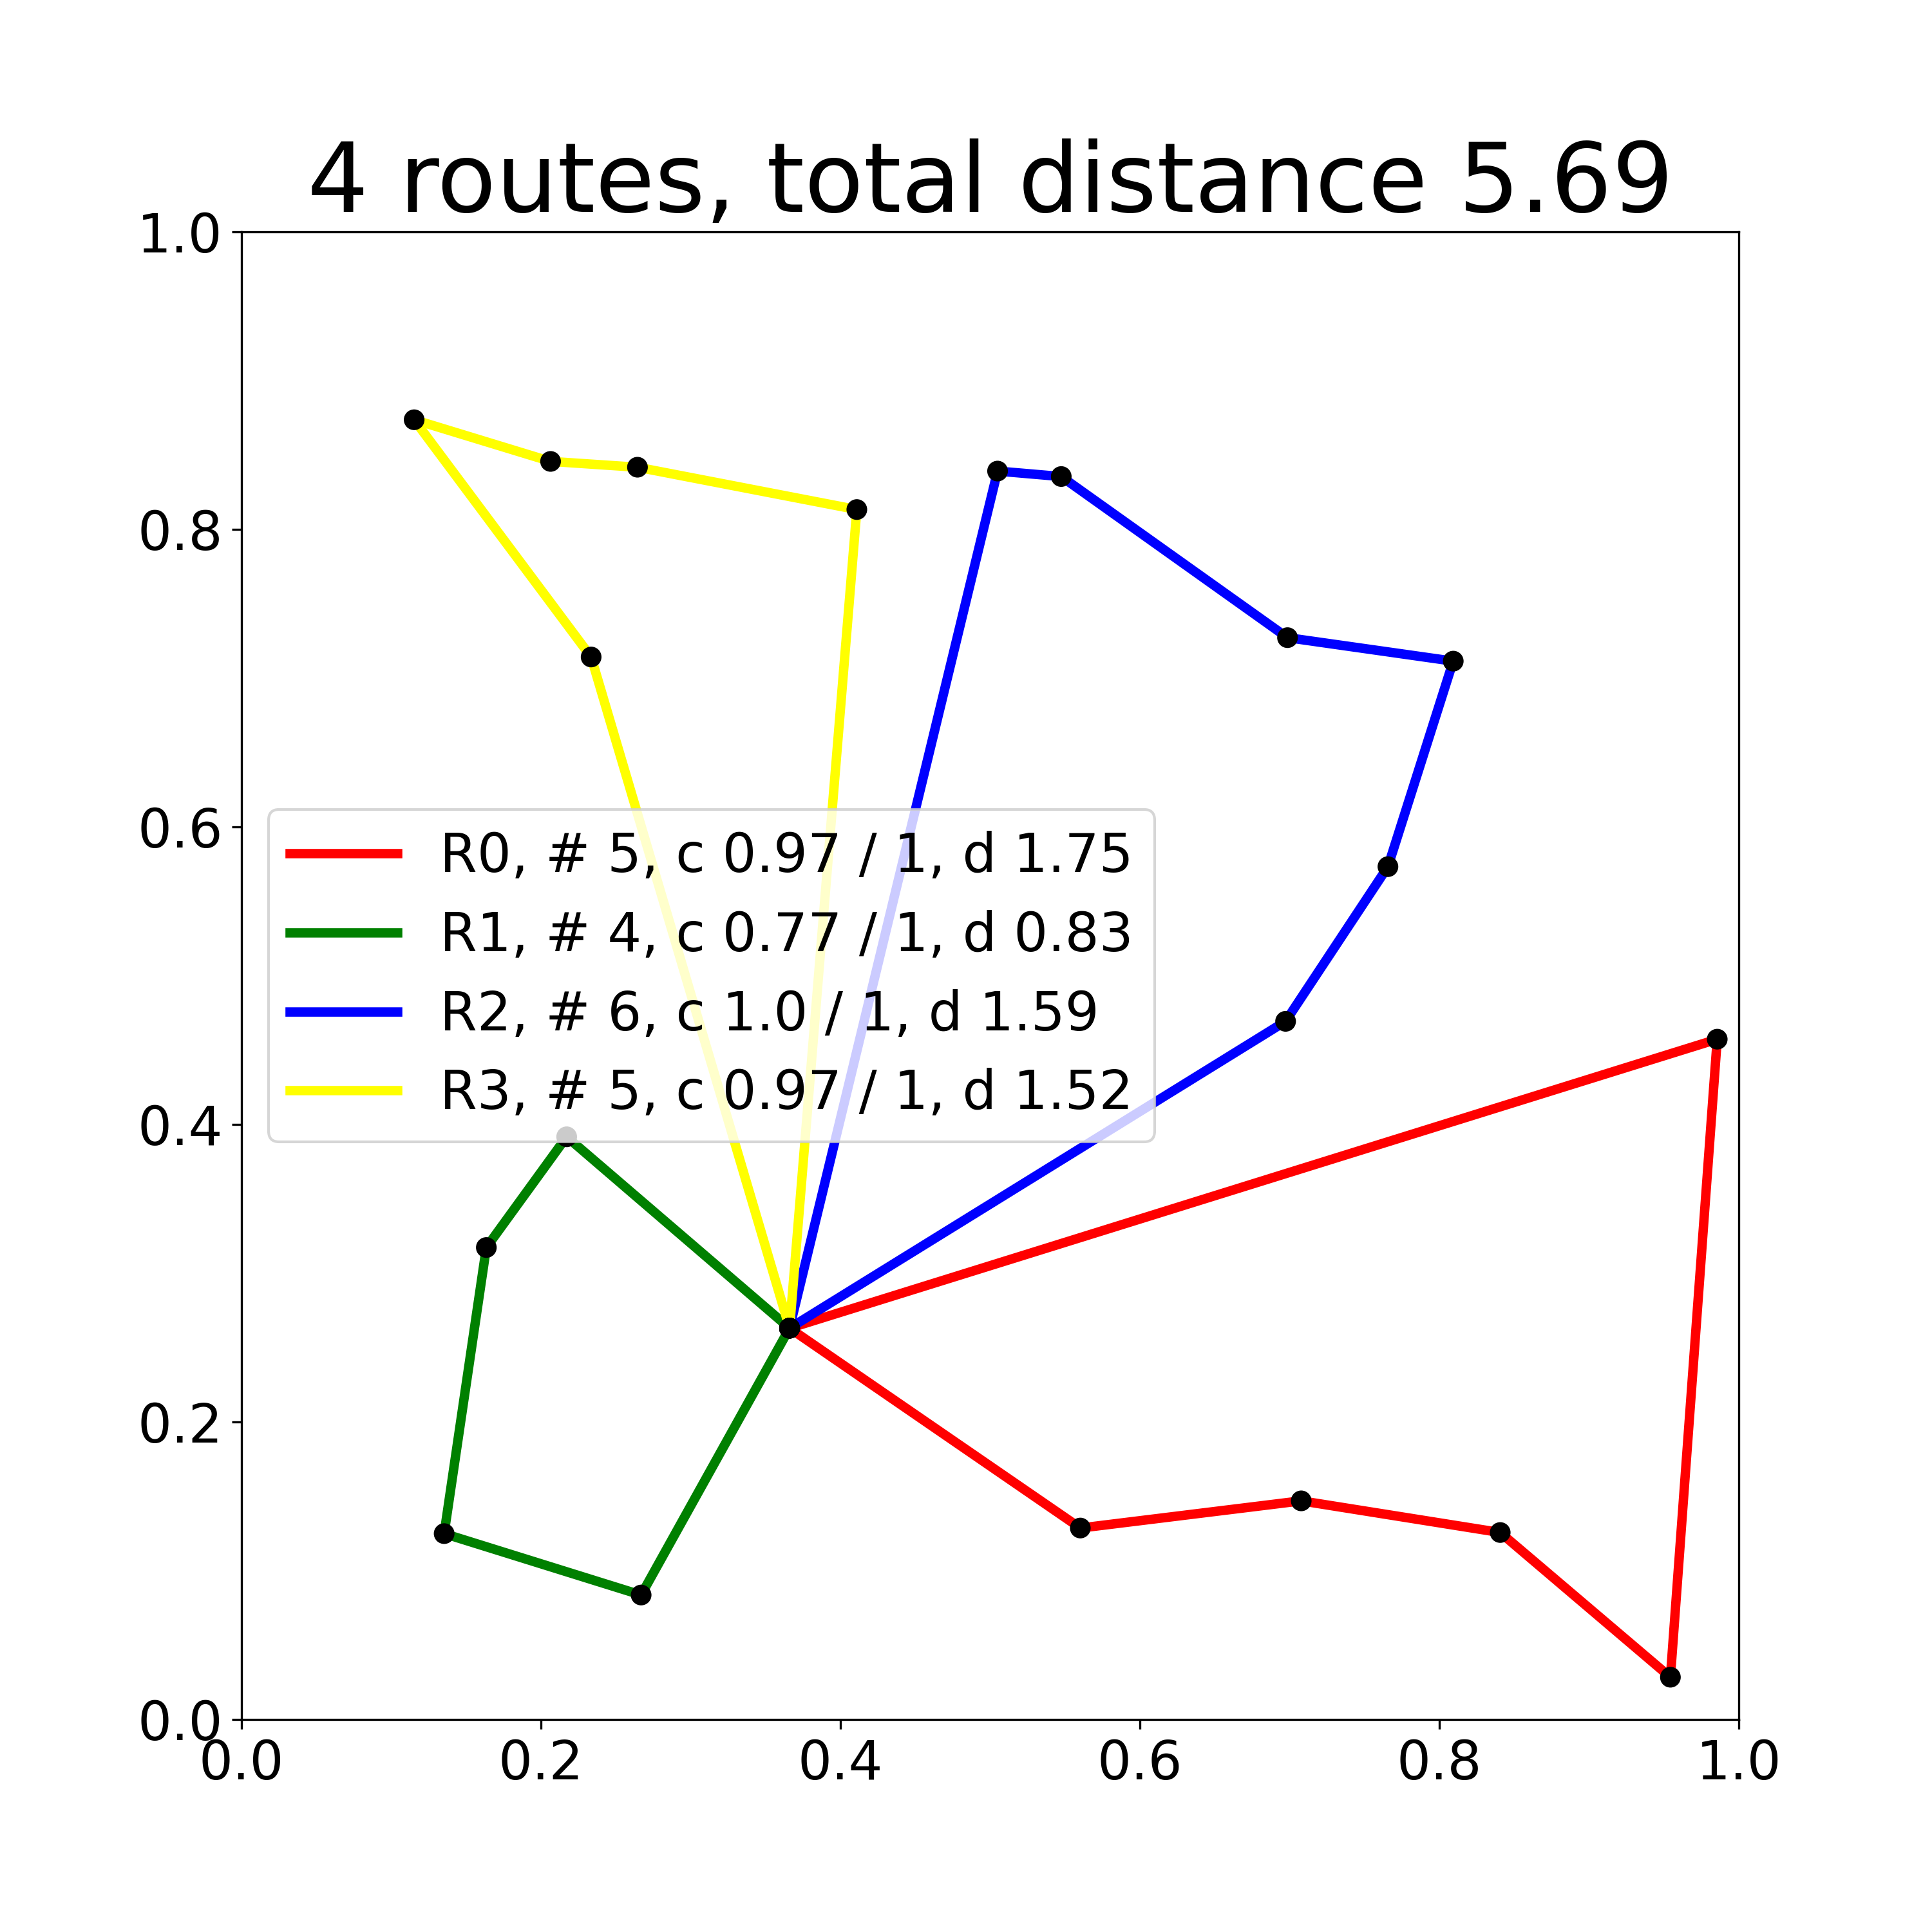 4 routes, total distance 5.69
1.0
0.8
0.6
R0, # 5, c 0.97 / 1, d 1.75
R1, # 4, c 0.77 / 1, d 0.83
R2, # 6, c 1.0 / 1, d 1.59
R3, # 5, c 0.97 / 1, d 1.52
0.4
0.2
0.0
0.0 0.2 0.4 0.6 0.8 1.0